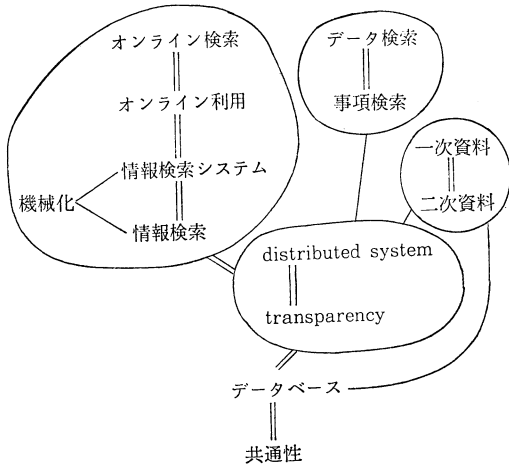 オンライン検索
オンライン利用
情報検索システム
機械化
情報検索
データ検索
事項検索
一次資料
二次資料
distributed system
transparency
データベース
共通性